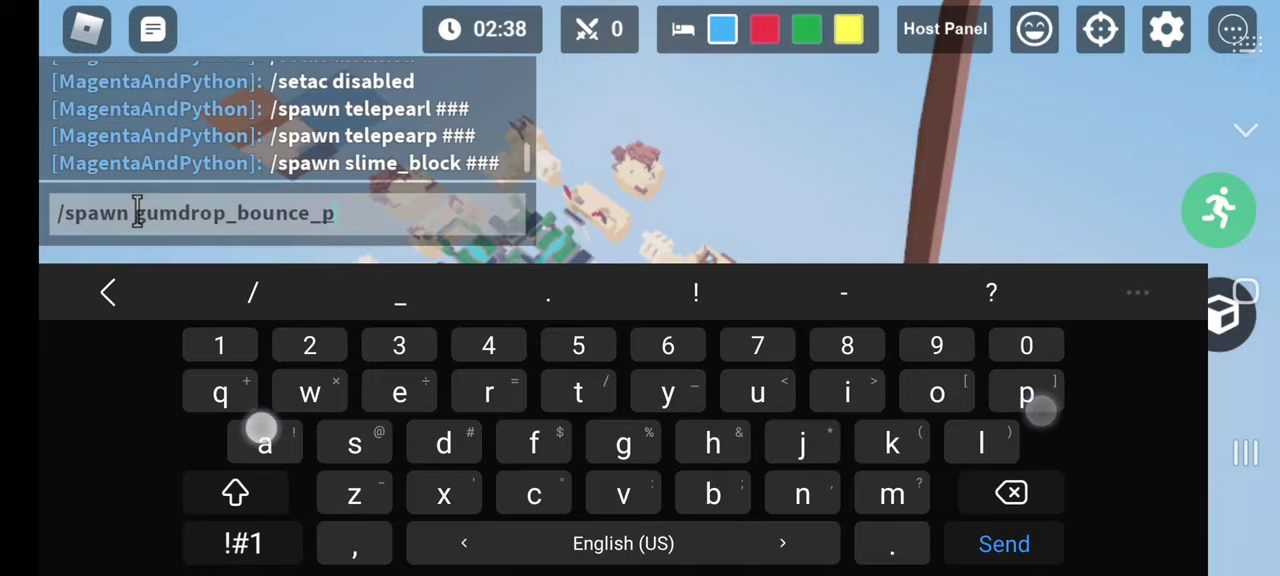 02:38
0
Host Panel
[MagentaAndPython]: /setac disabled
[MagentaAndPython]: /spawn telepearl ###
[MagentaAndPython]: /spawn telepearp ###
[MagentaAndPython]: /spawn slime_block ###
/spawn gumdrop_bounce_p
/ _ . ! - ?
1 2 3 4 5 6 7 8 9 0
q + w × e ÷ r = t / y _ u < i > o [ p ]
a ! s @ d # f $ g % h & j * k ( l )
z - x ' c " v : b ; n , m ?
!#1 , < English (US) > . Send